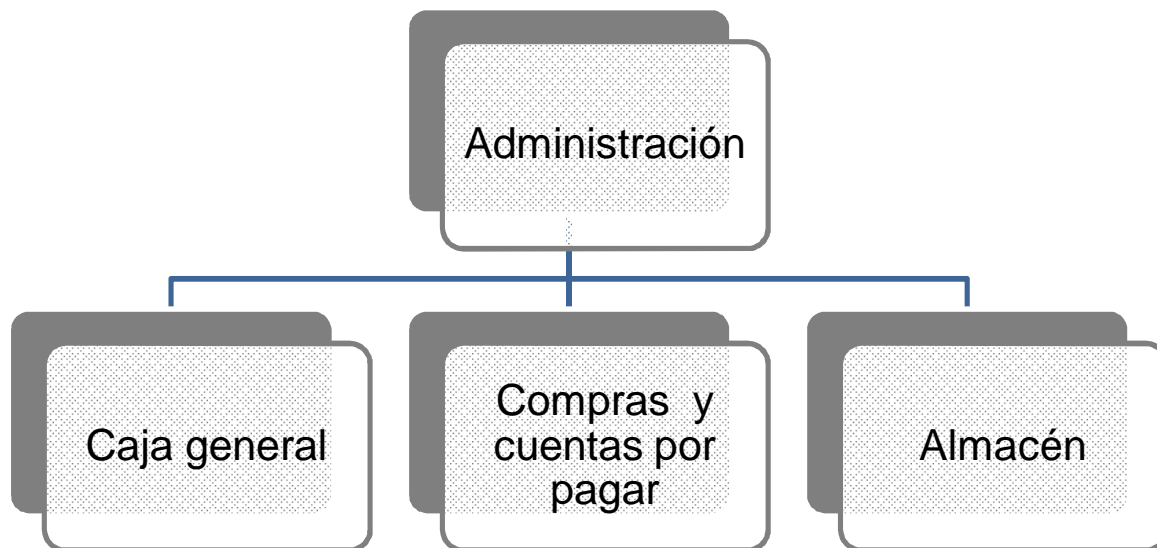 Administración
Caja general
Compras y
cuentas por
pagar
Almacén